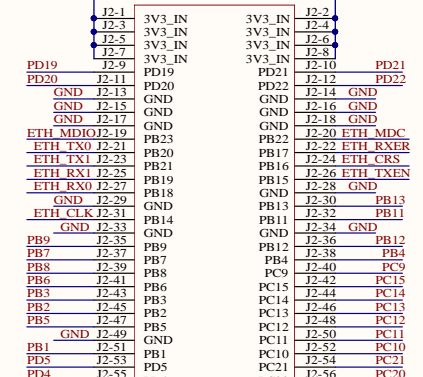 J2-1 3V3_IN 3V3_IN J2-2
J2-3 3V3_IN 3V3_IN J2-4
J2-5 3V3_IN 3V3_IN J2-6
J2-7 3V3_IN 3V3_IN J2-8
PD19 J2-9 PD19 PD21 J2-10 PD21
PD20 J2-11 PD20 PD22 J2-12 PD22
GND J2-13 GND GND J2-14 GND
GND J2-15 GND GND J2-16 GND
GND J2-17 GND GND J2-18 GND
ETH_MDIO J2-19 PB23 PB22 J2-20 ETH_MDC
ETH_TX0 J2-21 PB20 PB17 J2-22 ETH_RXER
ETH_TX1 J2-23 PB21 PB16 J2-24 ETH_CRS
ETH_RX1 J2-25 PB19 PB15 J2-26 ETH_TXEN
ETH_RX0 J2-27 PB18 GND J2-28 GND
GND J2-29 GND PB13 J2-30 PB13
ETH_CLK J2-31 PB14 PB11 J2-32 PB11
GND J2-33 GND GND J2-34 GND
PB9 J2-35 PB9 PB12 J2-36 PB12
PB7 J2-37 PB7 PB4 J2-38 PB4
PB8 J2-39 PB8 PC9 J2-40 PC9
PB6 J2-41 PB6 PC15 J2-42 PC15
PB3 J2-43 PB3 PC14 J2-44 PC14
PB2 J2-45 PB2 PC13 J2-46 PC13
PB5 J2-47 PB5 PC12 J2-48 PC12
GND J2-49 GND PC11 J2-50 PC11
PB1 J2-51 PB1 PC10 J2-52 PC10
PD5 J2-53 PD5 PC21 J2-54 PC21
PD4 J2-55 J2-56 PC20